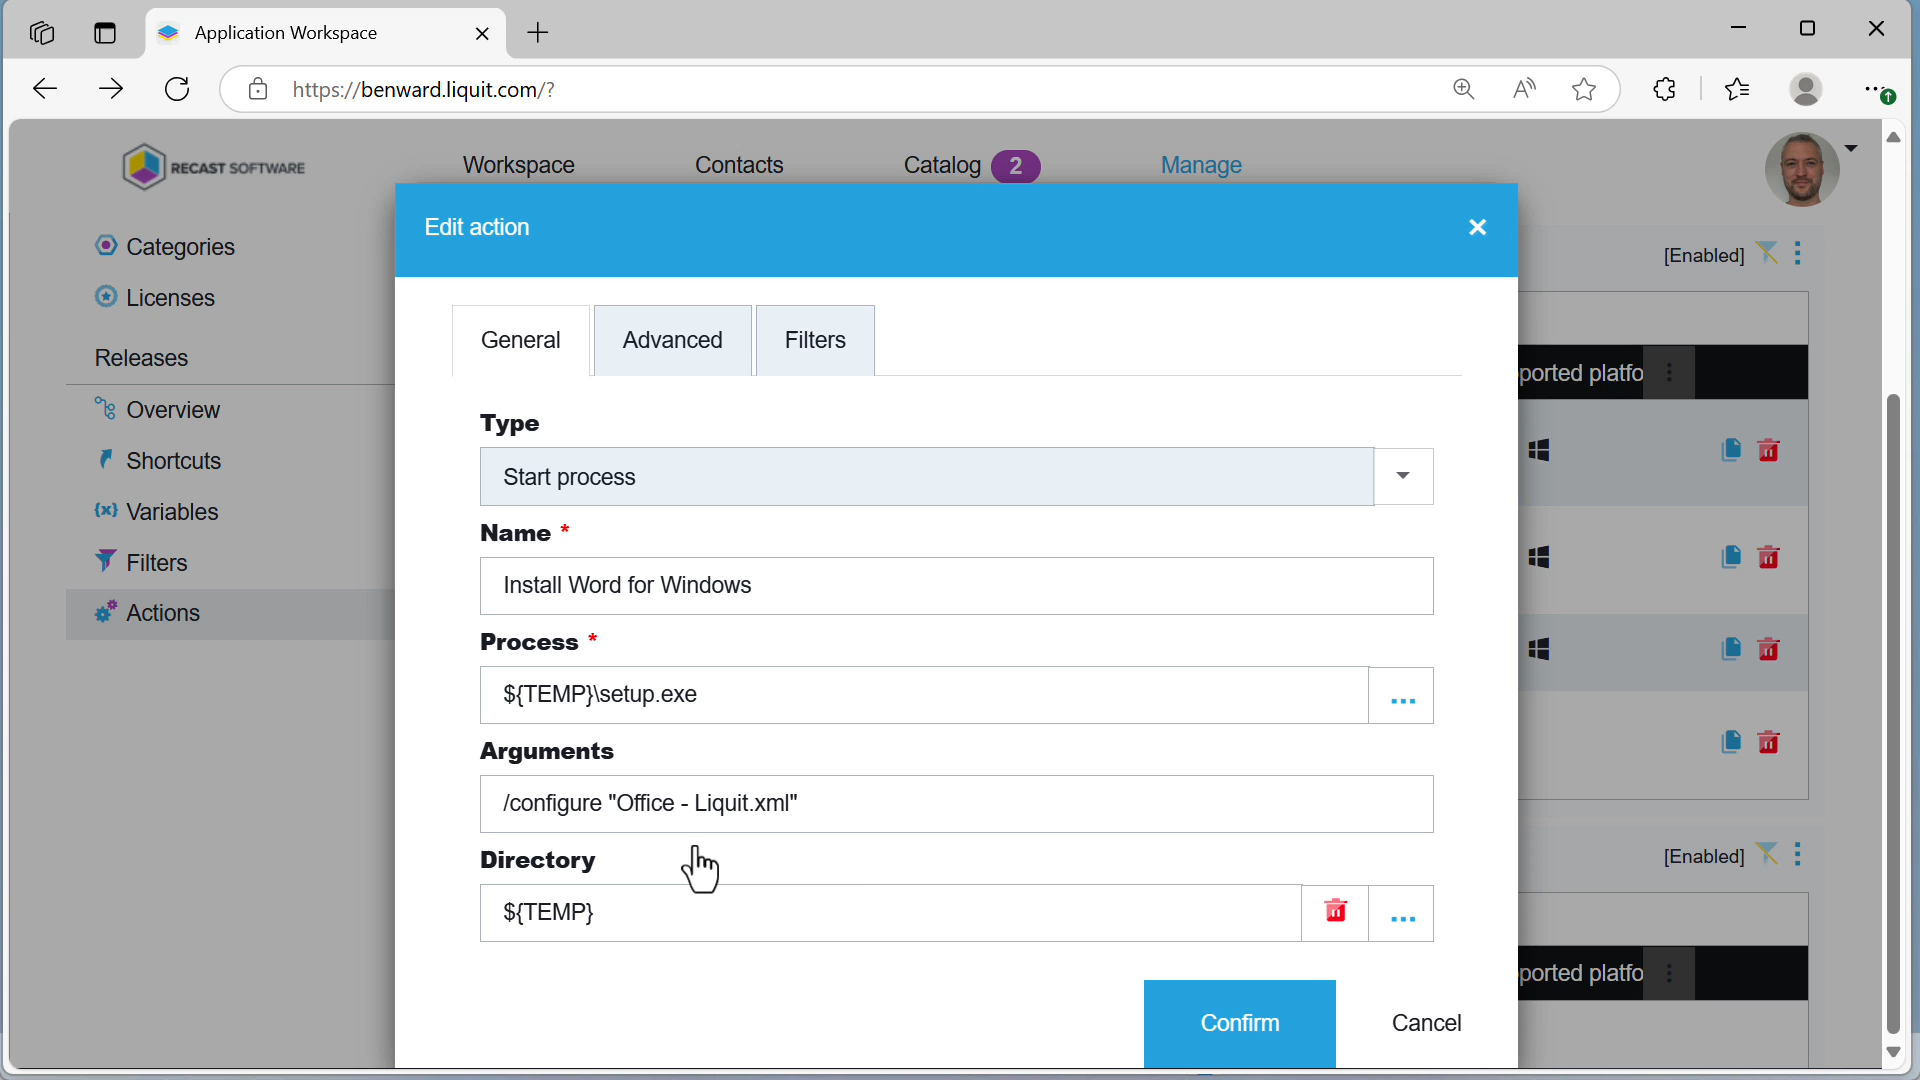 Application Workspace
https://benward.liquit.com/?
RECAST SOFTWARE
Workspace
Contacts
Catalog 2
Manage
Categories
Licenses
Releases
Overview
Shortcuts
Variables
Filters
Actions
Edit action
General
Advanced
Filters
Type
Start process
Name *
Install Word for Windows
Process *
${TEMP}\setup.exe
...
Arguments
/configure "Office - Liquit.xml"
Directory
${TEMP}
...
Confirm
Cancel
[Enabled]
ported platfo
[Enabled]
ported platfo